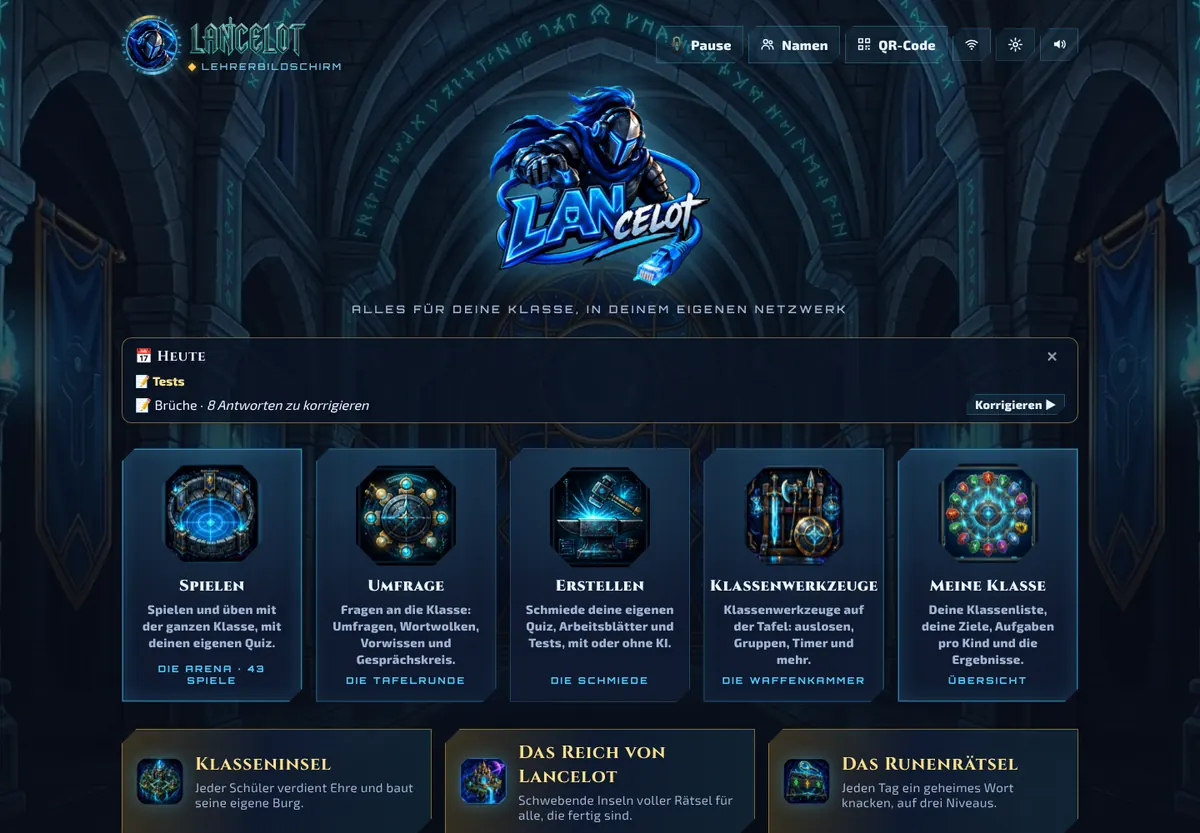 LANCELOT
LEHRERBILDSCHIRM
Pause
Namen
QR-Code
LANCELOT
ALLES FÜR DEINE KLASSE, IN DEINEM EIGENEN NETZWERK
17 HEUTE
Tests
Brüche · 8 Antworten zu korrigieren
Korrigieren ▶
SPIELEN
Spielen und üben mit
der ganzen Klasse, mit
deinen eigenen Quiz.
DIE ARENA · 43
SPIELE
UMFRAGE
Fragen an die Klasse:
Umfragen, Wortwolken,
Vorwissen und
Gesprächskreis.
DIE TAFELRUNDE
ERSTELLEN
Schmiede deine eigenen
Quiz, Arbeitsblätter und
Tests, mit oder ohne KI.
DIE SCHMIEDE
KLASSENWERKZEUGE
Klassenwerkzeuge auf
der Tafel: auslosen,
Gruppen, Timer und
mehr.
DIE WAFFENKAMMER
MEINE KLASSE
Deine Klassenliste,
deine Ziele, Aufgaben
pro Kind und die
Ergebnisse.
ÜBERSICHT
KLASSENINSEL
Jeder Schüler verdient Ehre und baut
seine eigene Burg.
DAS REICH VON
LANCELOT
Schwebende Inseln voller Rätsel für
alle, die fertig sind.
DAS RUNENRÄTSEL
Jeden Tag ein geheimes Wort
knacken, auf drei Niveaus.